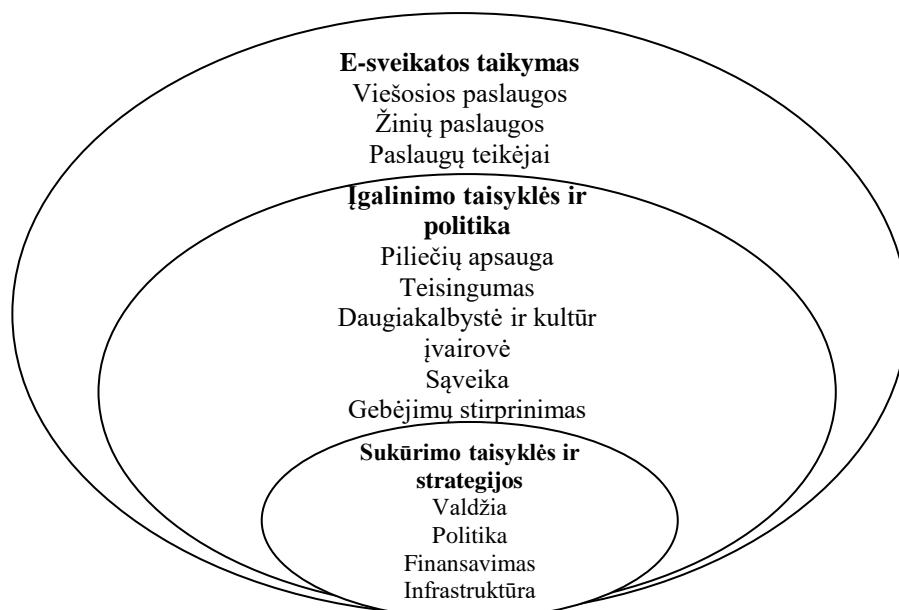 E-sveikatos taikymas
Viešosios paslaugos
Žinių paslaugos
Paslaugų teikėjai
Įgalinimo taisyklės ir
politika
Piliečių apsauga
Teisingumas
Daugiakalbystė ir kultūr
įvairovė
Sąveika
Gebėjimų stirprinimas
Sukūrimo taisyklės ir
strategijos
Valdžia
Politika
Finansavimas
Infrastruktūra